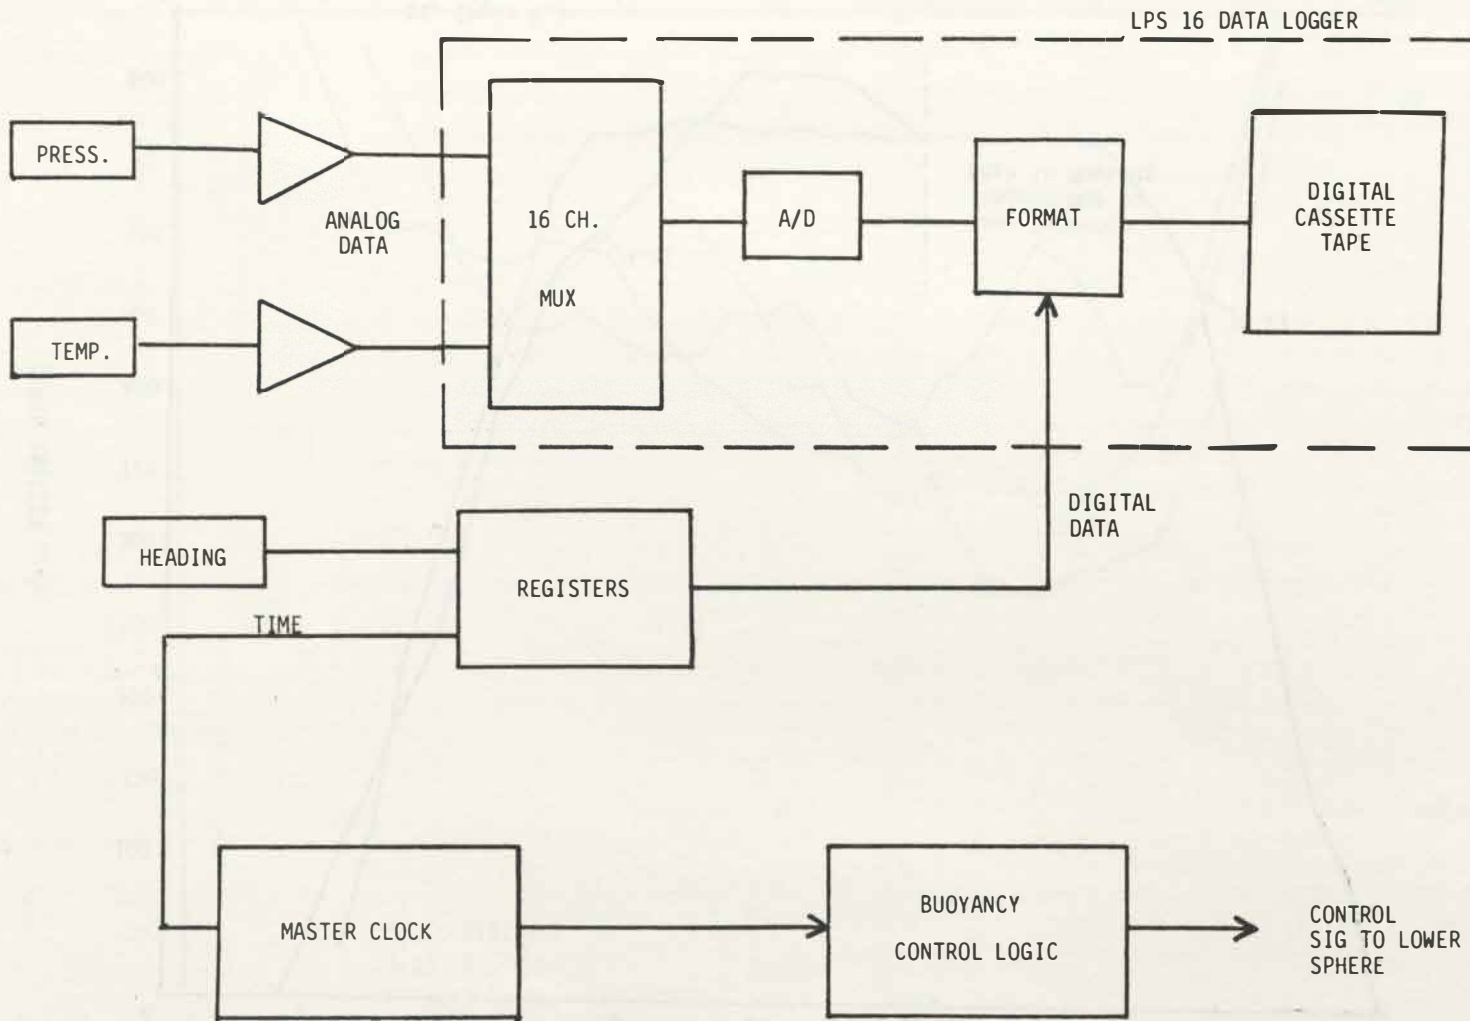 LPS 16 DATA LOGGER
PRESS.
ANALOG
DATA
TEMP.
16 CH.
MUX
A/D
FORMAT
DIGITAL
CASSETTE
TAPE
DIGITAL
DATA
HEADING
REGISTERS
TIME
MASTER CLOCK
BUOYANCY
CONTROL LOGIC
CONTROL
SIG TO LOWER
SPHERE